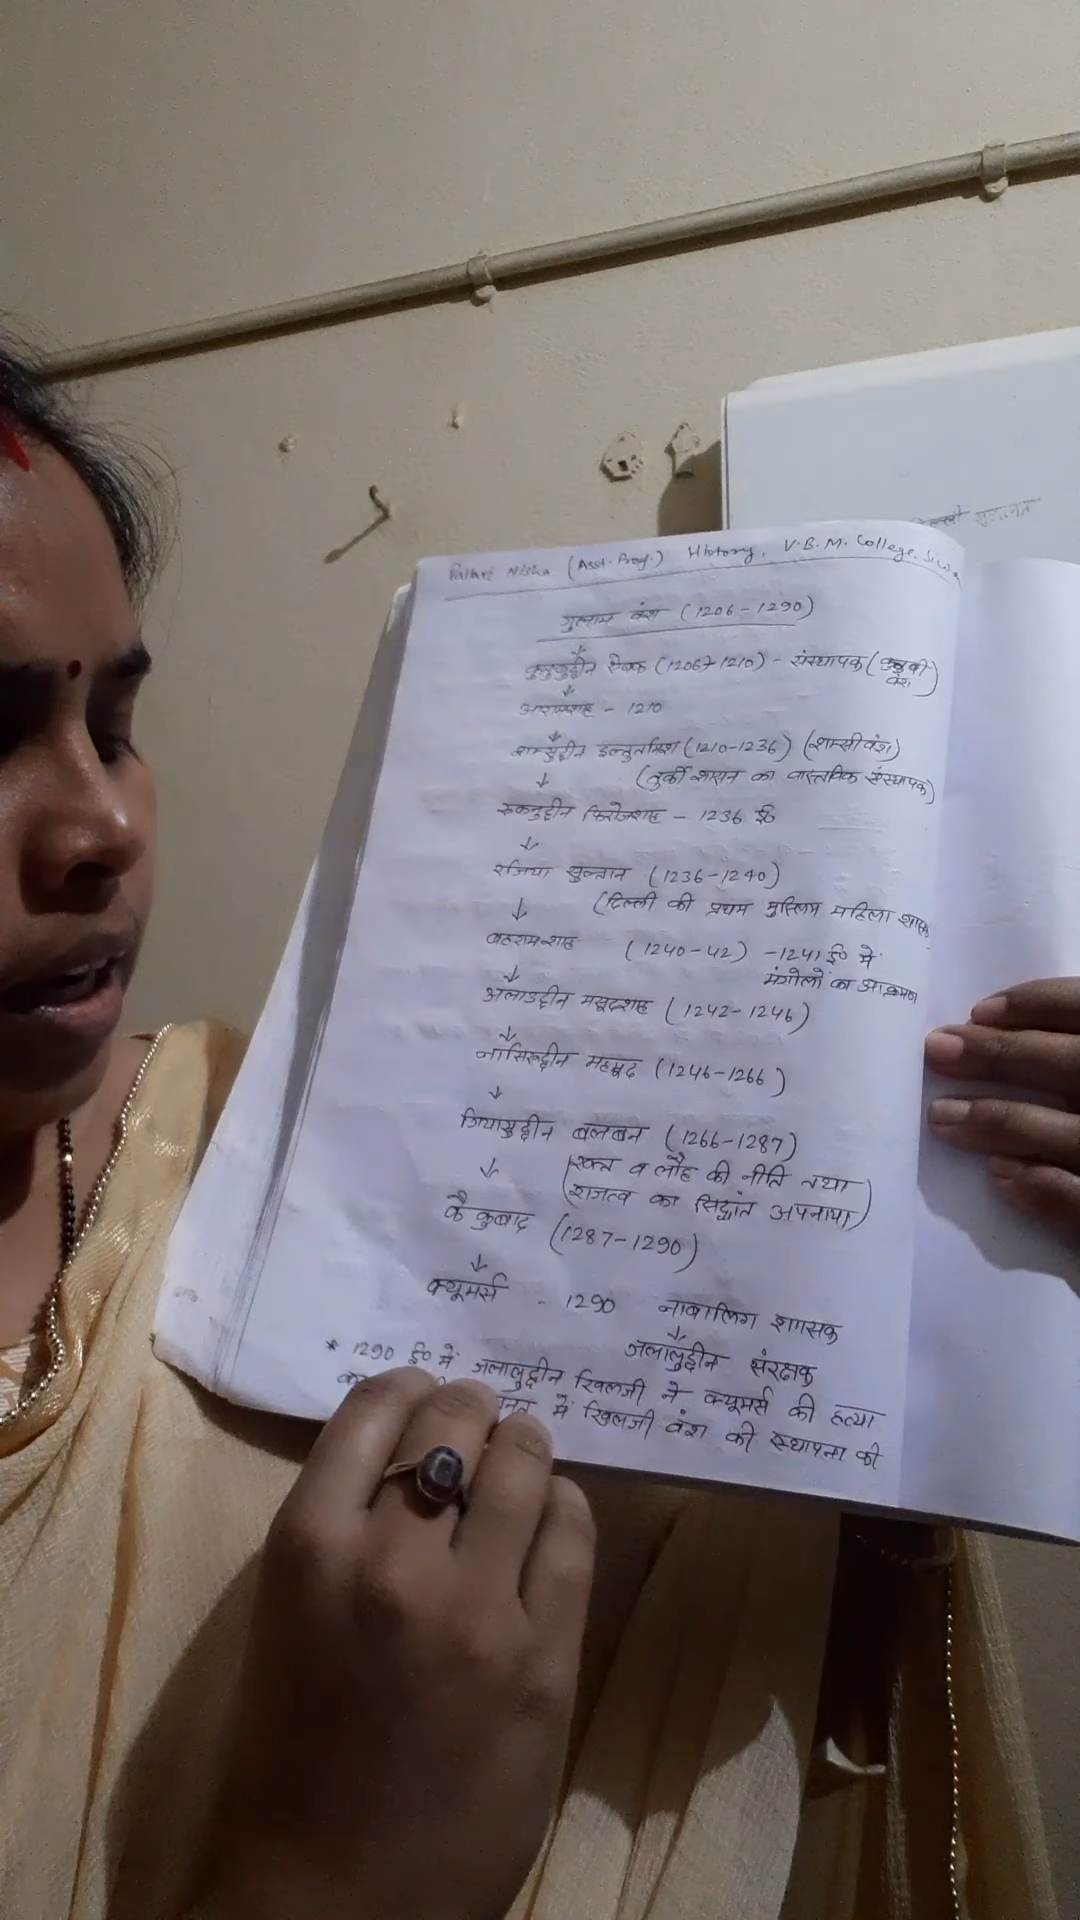 दिल्ली सल्तनत
Pallavi Nisha (Asst. Prof.) History, V.B.M. College, Siwa
गुलाम वंश (1206-1290)
कुतुबुद्दीन ऐबक (1206-1210) - संस्थापक (कुतुबी वंश)
आरामशाह - 1210
शम्सुद्दीन इल्तुतमिश (1210-1236) (शम्सी वंश)
(तुर्की शासन का वास्तविक संस्थापक)
रूकनुद्दीन फिरोजशाह - 1236 ई०
रजिया सुल्तान (1236-1240)
(दिल्ली की प्रथम मुस्लिम महिला शासक
बहरामशाह (1240-42) - 1241 ई० में
मंगोलों का आक्रमण
अलाउद्दीन मसूदशाह (1242-1246)
नासिरूद्दीन महमूद (1246-1266)
गियासुद्दीन बलबन (1266-1287)
(रक्त व लौह की नीति तथा
राजत्व का सिद्धांत अपनाया)
कैकुबाद (1287-1290)
क्यूमर्स - 1290 नाबालिग शासक
जलालुद्दीन संरक्षक
* 1290 ई० में जलालुद्दीन खिलजी ने क्यूमर्स की हत्या
में खिलजी वंश की स्थापना की